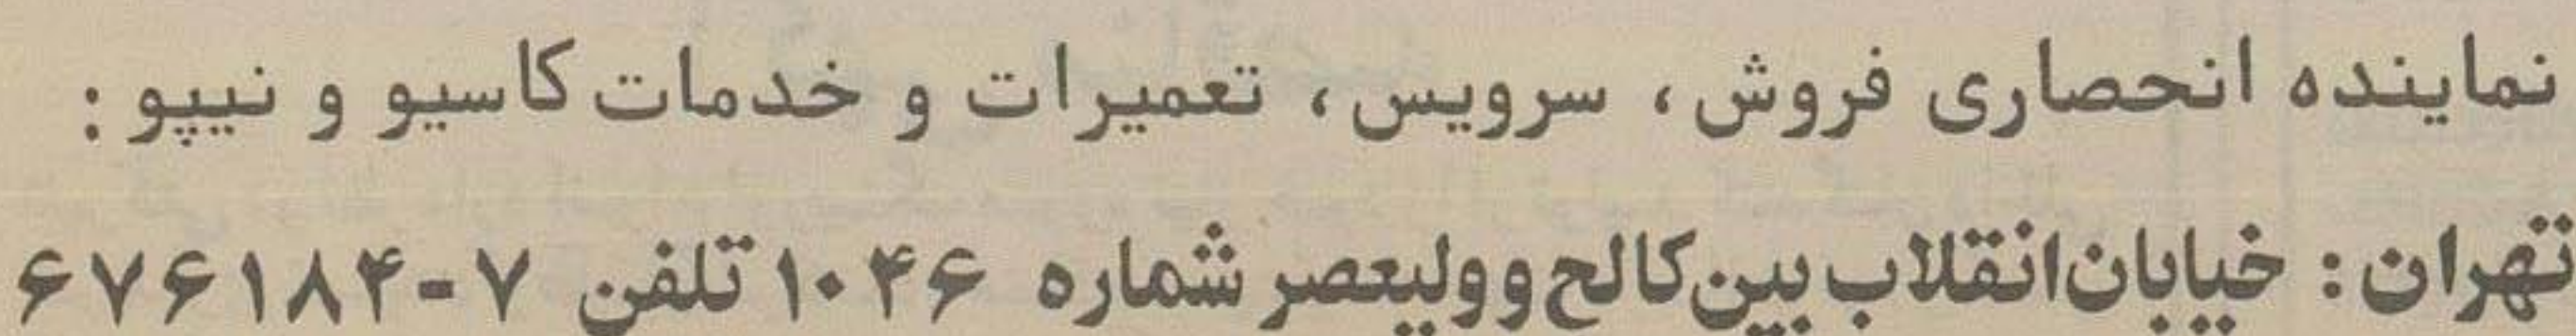 نماینده انحصاری فروش، سرویس، تعمیرات و خدمات کاسیو و نیپو :
تهران : خیابان انقلاب بین کالج و ولیعصر شماره ۱۰۴۶ تلفن ۷-۶۷۶۱۸۴